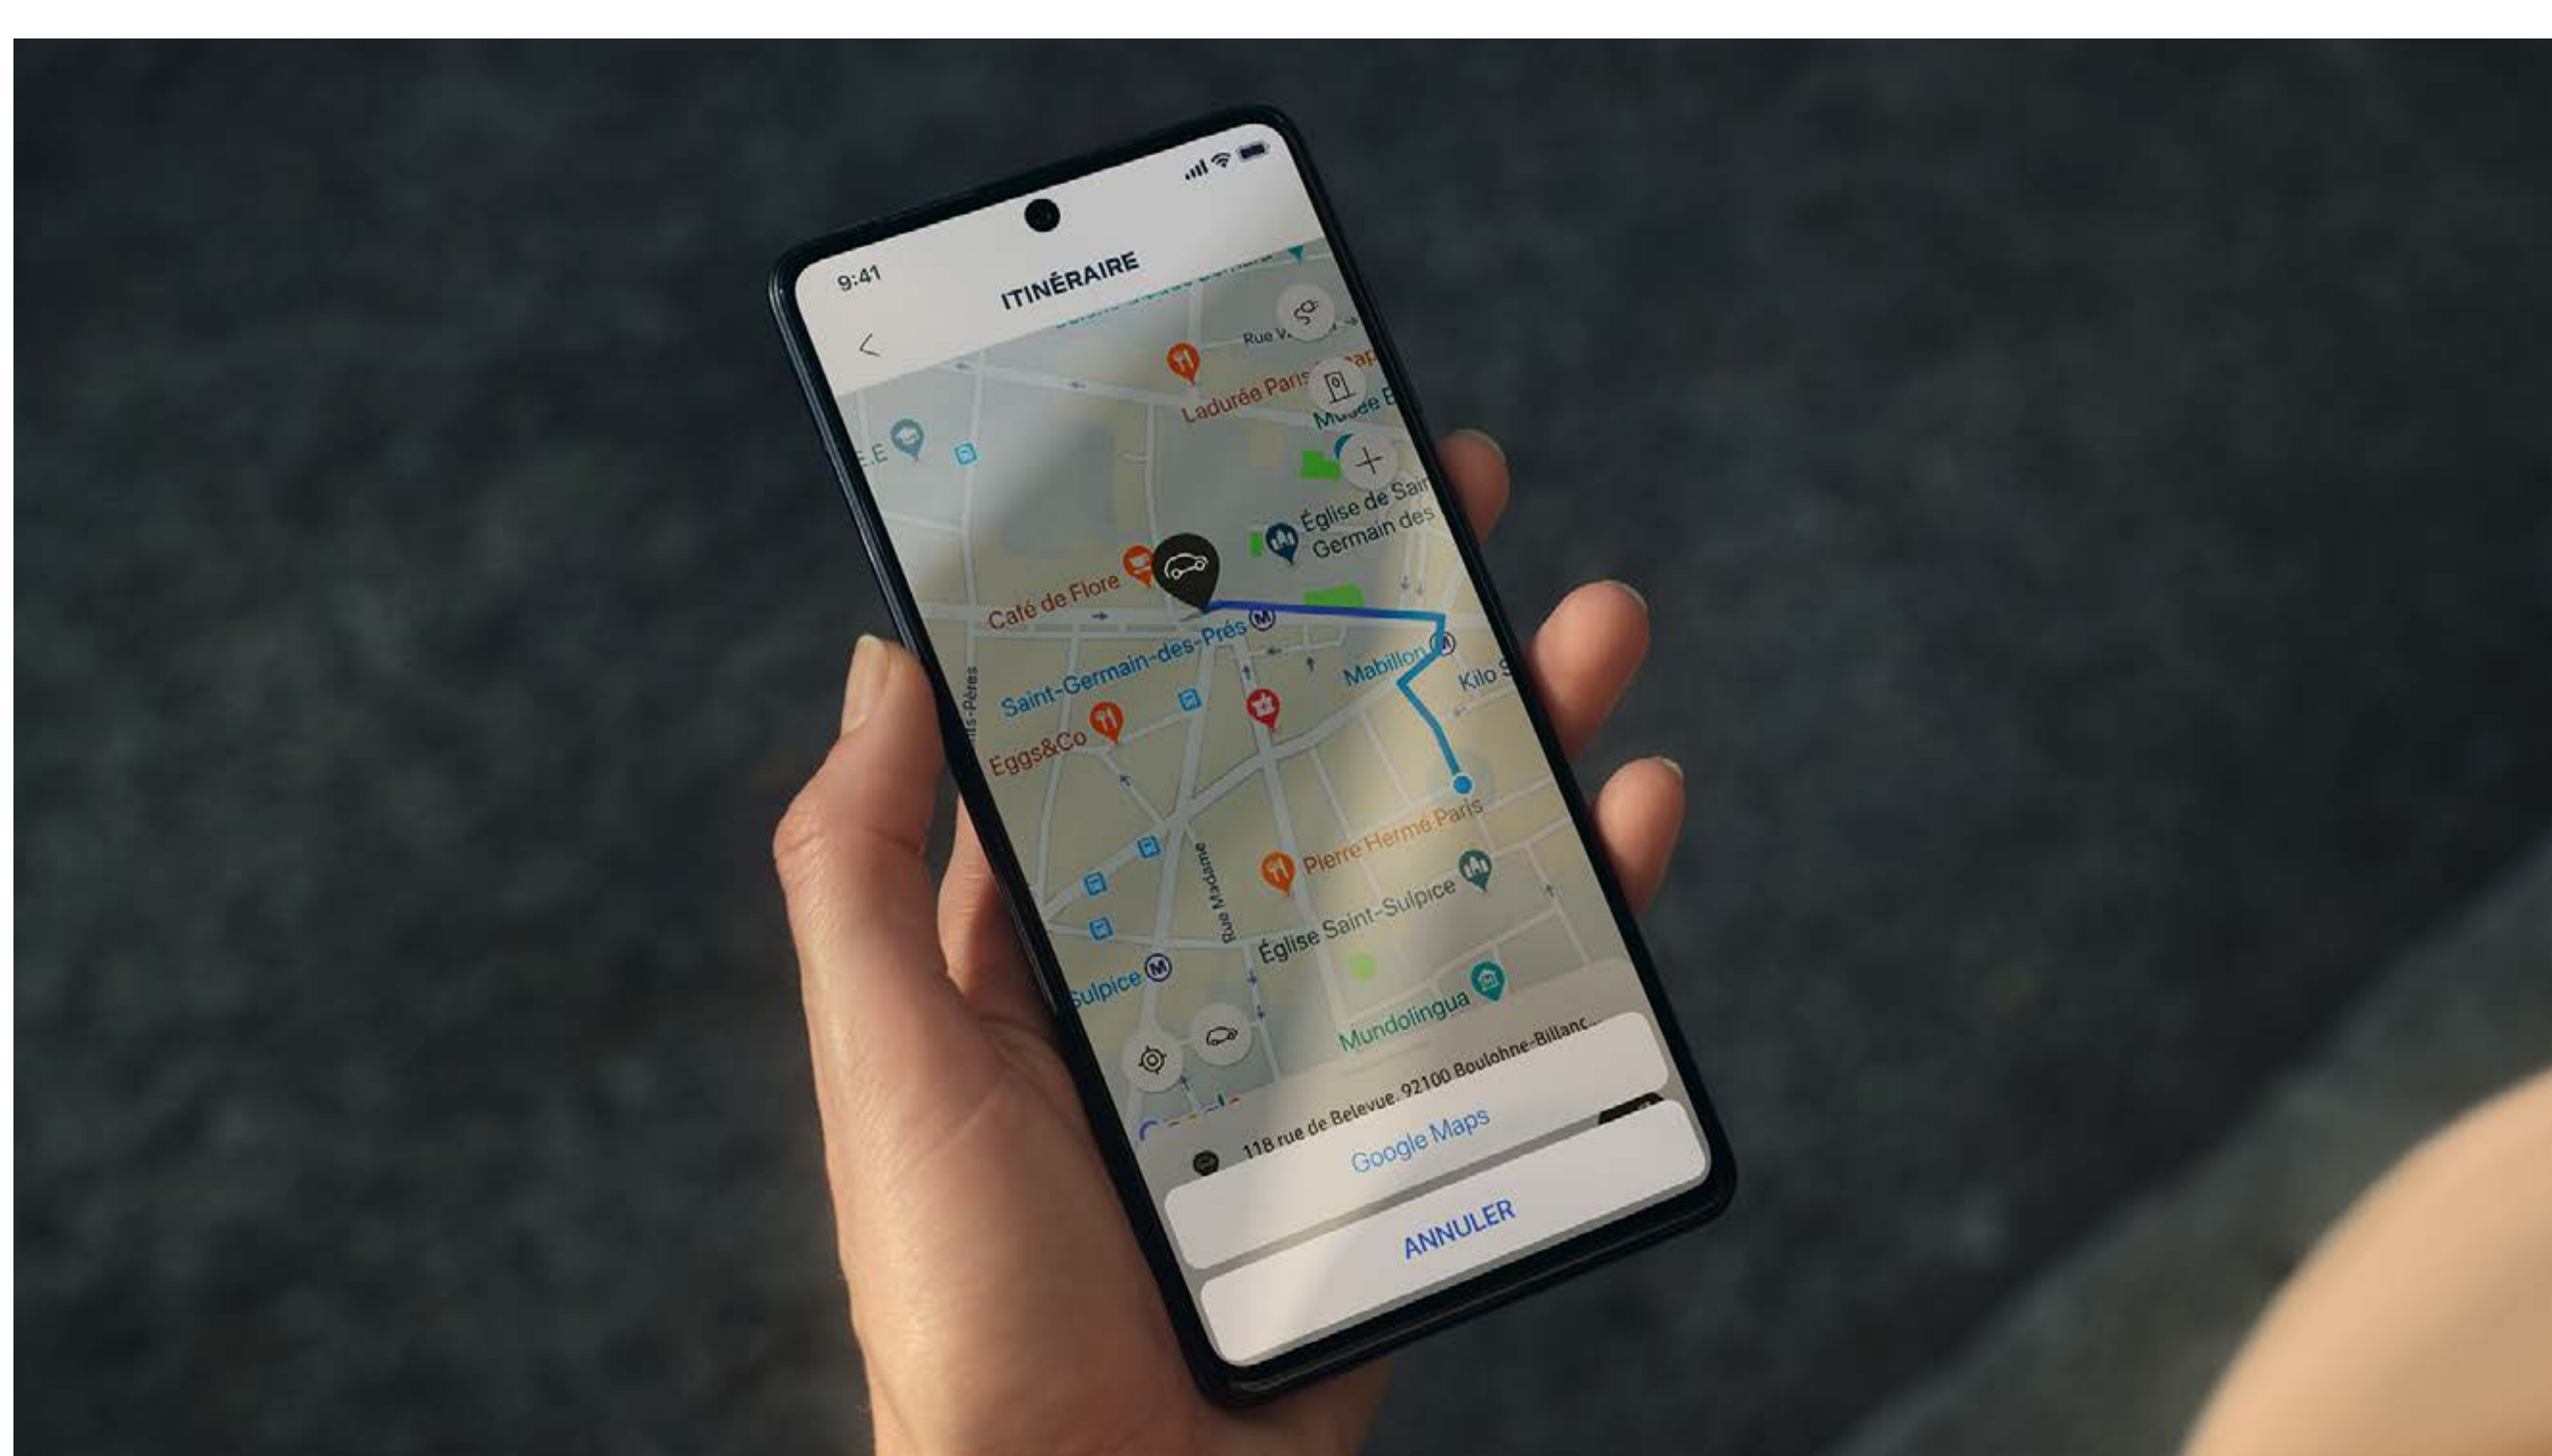 9:41
ITINÉRAIRE
Rue
Ladurée Paris
E.E
Église de
Germain des
Café de Flore
Saint-Germain-des-Prés
M
Mabillon
M
Kilo
Eggs&Co
Pierre Hermé Paris
Rue Madame
Église Saint-Sulpice
Sulpice
M
Mundolingua
118 rue de Belevue, 92100 Boulohne-Billanc...
Google Maps
ANNULER